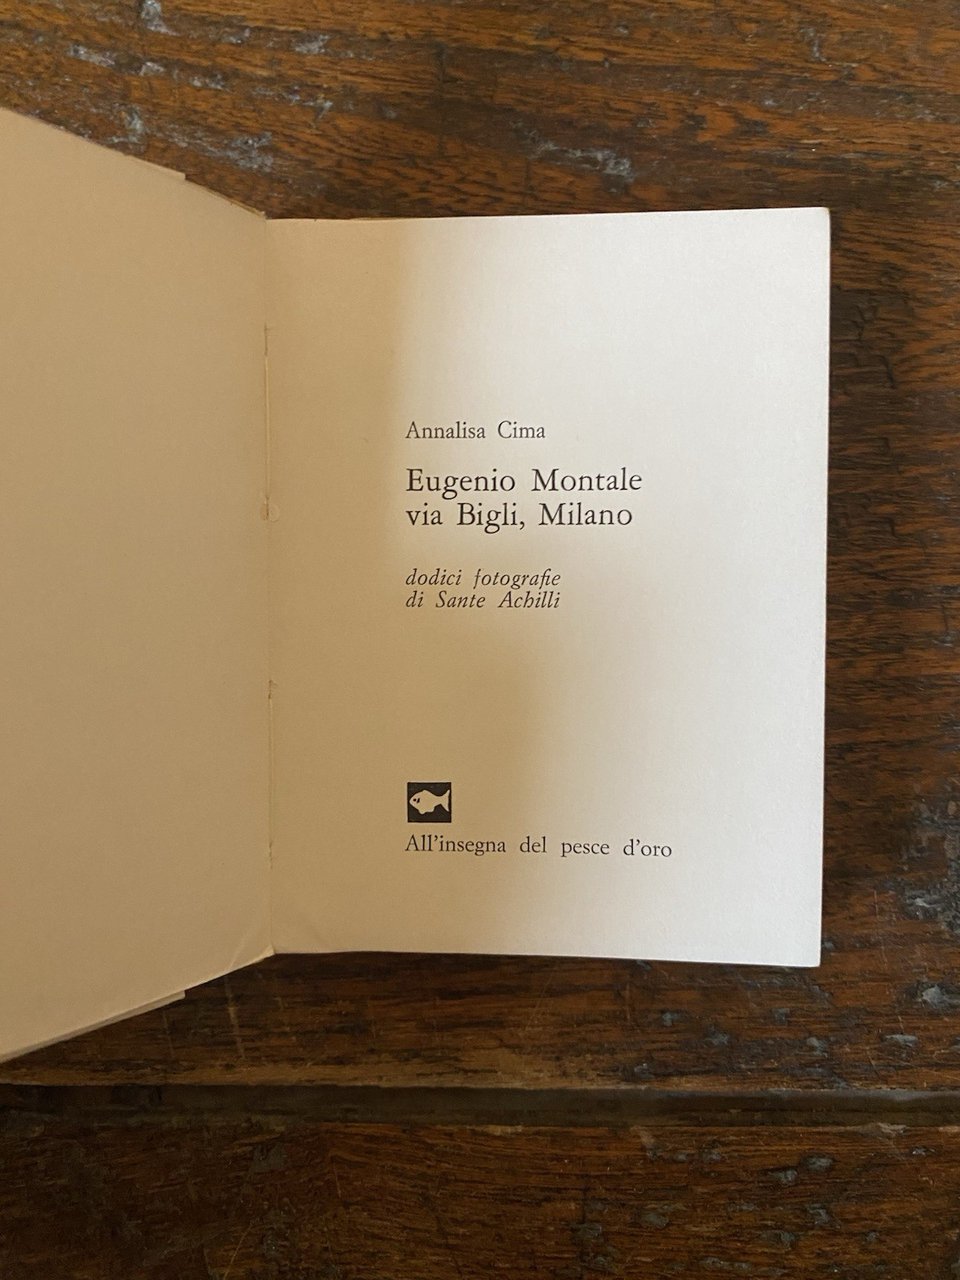 Annalisa Cima
Eugenio Montale
via Bigli, Milano
dodici fotografie
di Sante Achilli
All'insegna del pesce d'oro